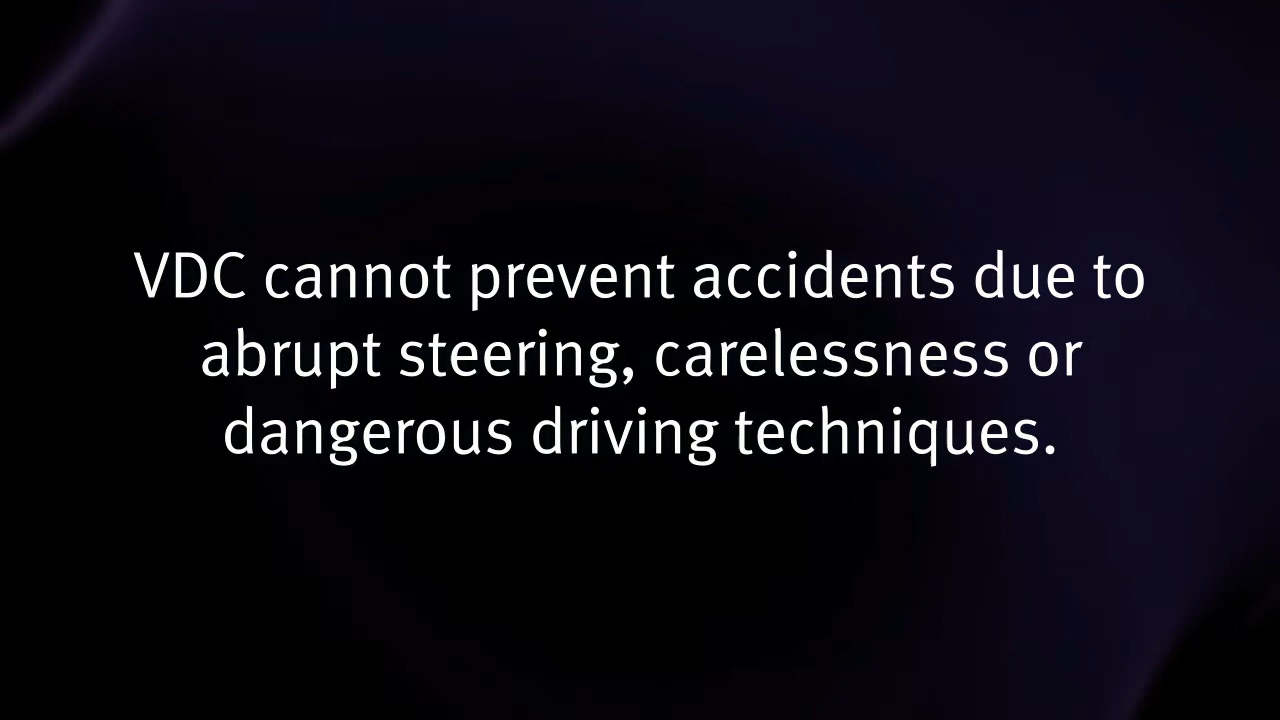 VDC cannot prevent accidents due to
abrupt steering, carelessness or
dangerous driving techniques.